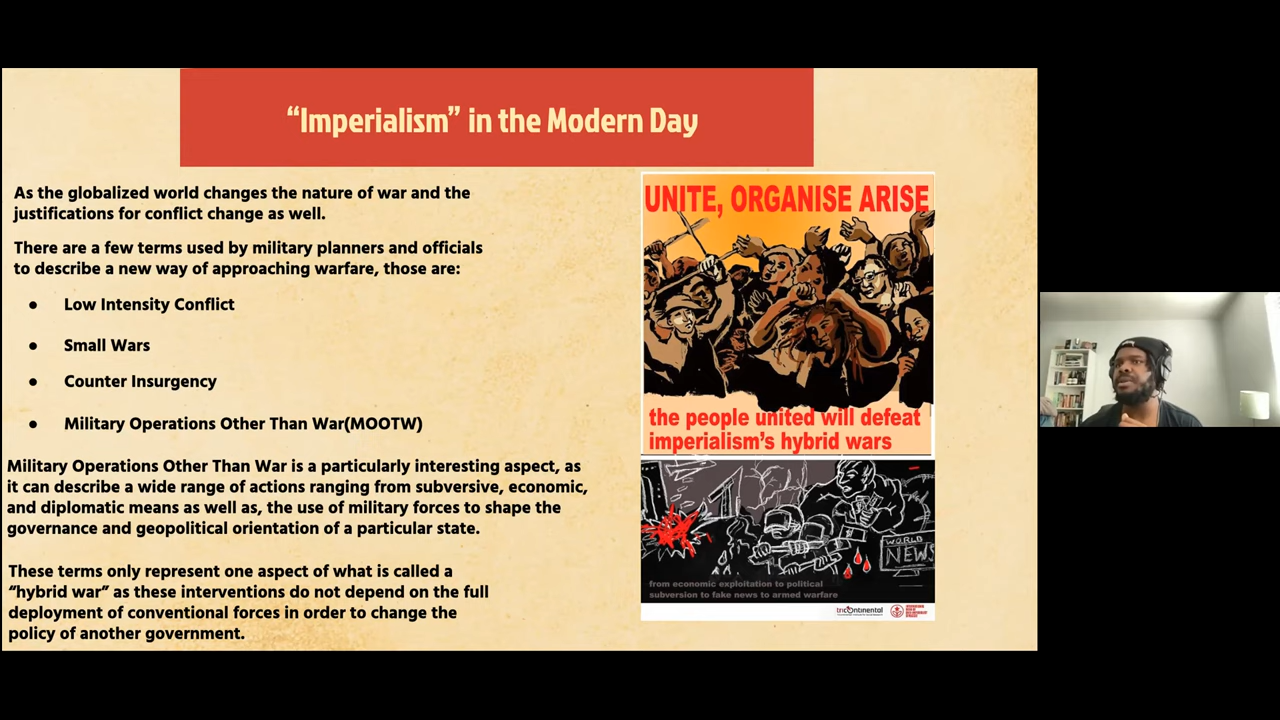 “Imperialism” in the Modern Day
As the globalized world changes the nature of war and the
justifications for conflict change as well.
There are a few terms used by military planners and officials
to describe a new way of approaching warfare, those are:
● Low Intensity Conflict
● Small Wars
● Counter Insurgency
● Military Operations Other Than War(MOOTW)
Military Operations Other Than War is a particularly interesting aspect, as
it can describe a wide range of actions ranging from subversive, economic,
and diplomatic means as well as, the use of military forces to shape the
governance and geopolitical orientation of a particular state.
These terms only represent one aspect of what is called a
“hybrid war” as these interventions do not depend on the full
deployment of conventional forces in order to change the
policy of another government.
UNITE, ORGANISE ARISE
the people united will defeat
imperialism's hybrid wars
WORLD
NEWS
from economic exploitation to political
subversion to fake news to armed warfare
tricontinental